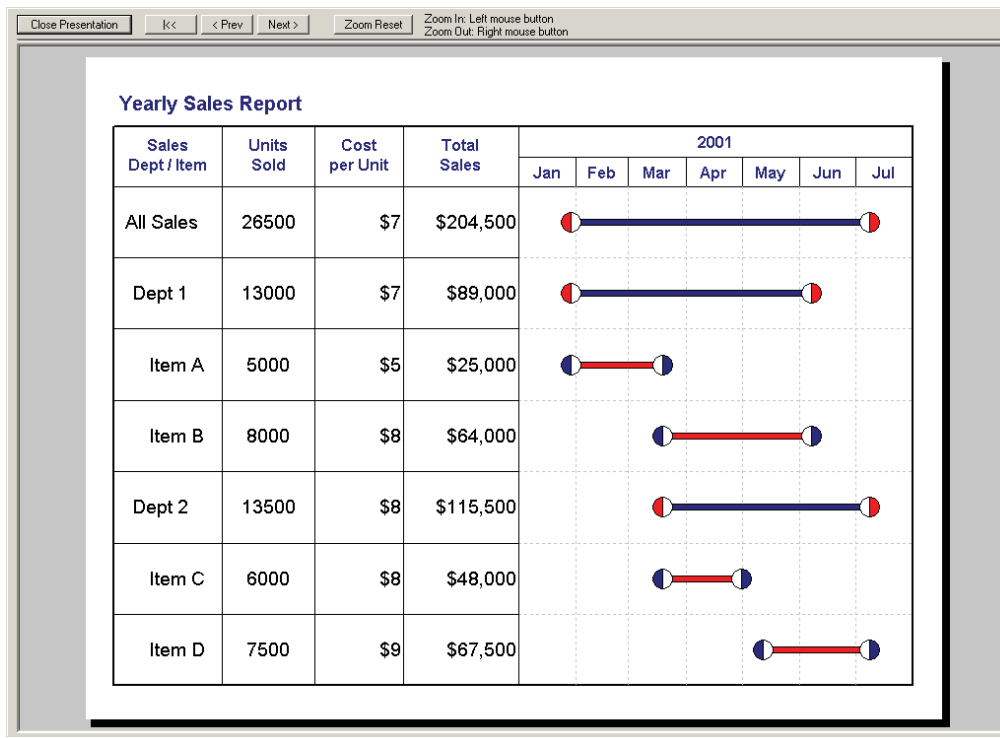 Close Presentation |<< < Prev Next > Zoom Reset Zoom In: Left mouse button
Zoom Out: Right mouse button
Yearly Sales Report
Sales Dept / Item Units Sold Cost per Unit Total Sales 2001
Jan Feb Mar Apr May Jun Jul
All Sales 26500 $7 $204,500
Dept 1 13000 $7 $89,000
Item A 5000 $5 $25,000
Item B 8000 $8 $64,000
Dept 2 13500 $8 $115,500
Item C 6000 $8 $48,000
Item D 7500 $9 $67,500